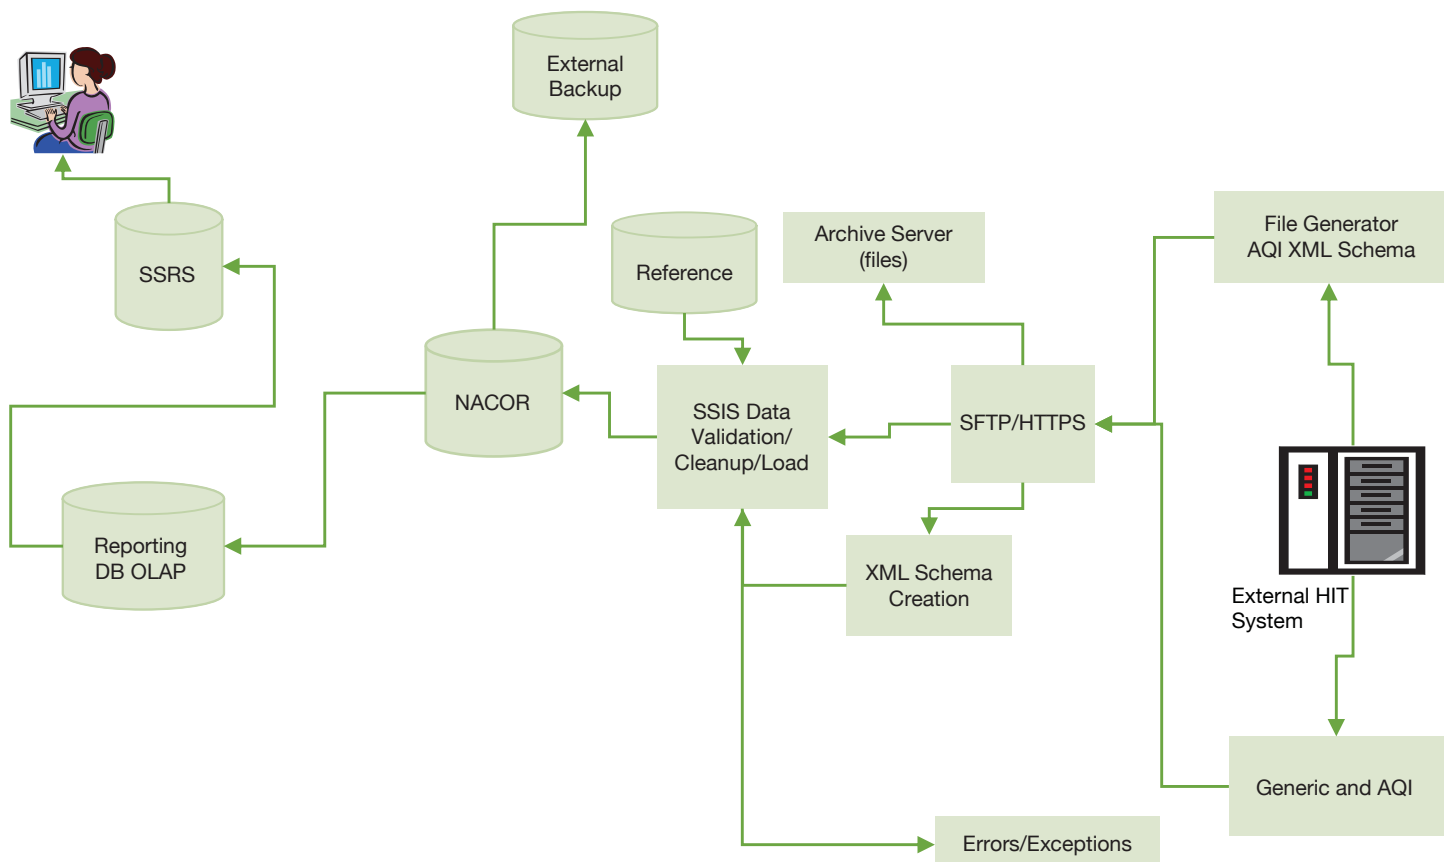 External
Backup
SSRS
Reference
Archive Server
(files)
File Generator
AQI XML Schema
NACOR
SSIS Data
Validation/
Cleanup/Load
SFTP/HTTPS
Reporting
DB OLAP
XML Schema
Creation
External HIT
System
Generic and AQI
Errors/Exceptions